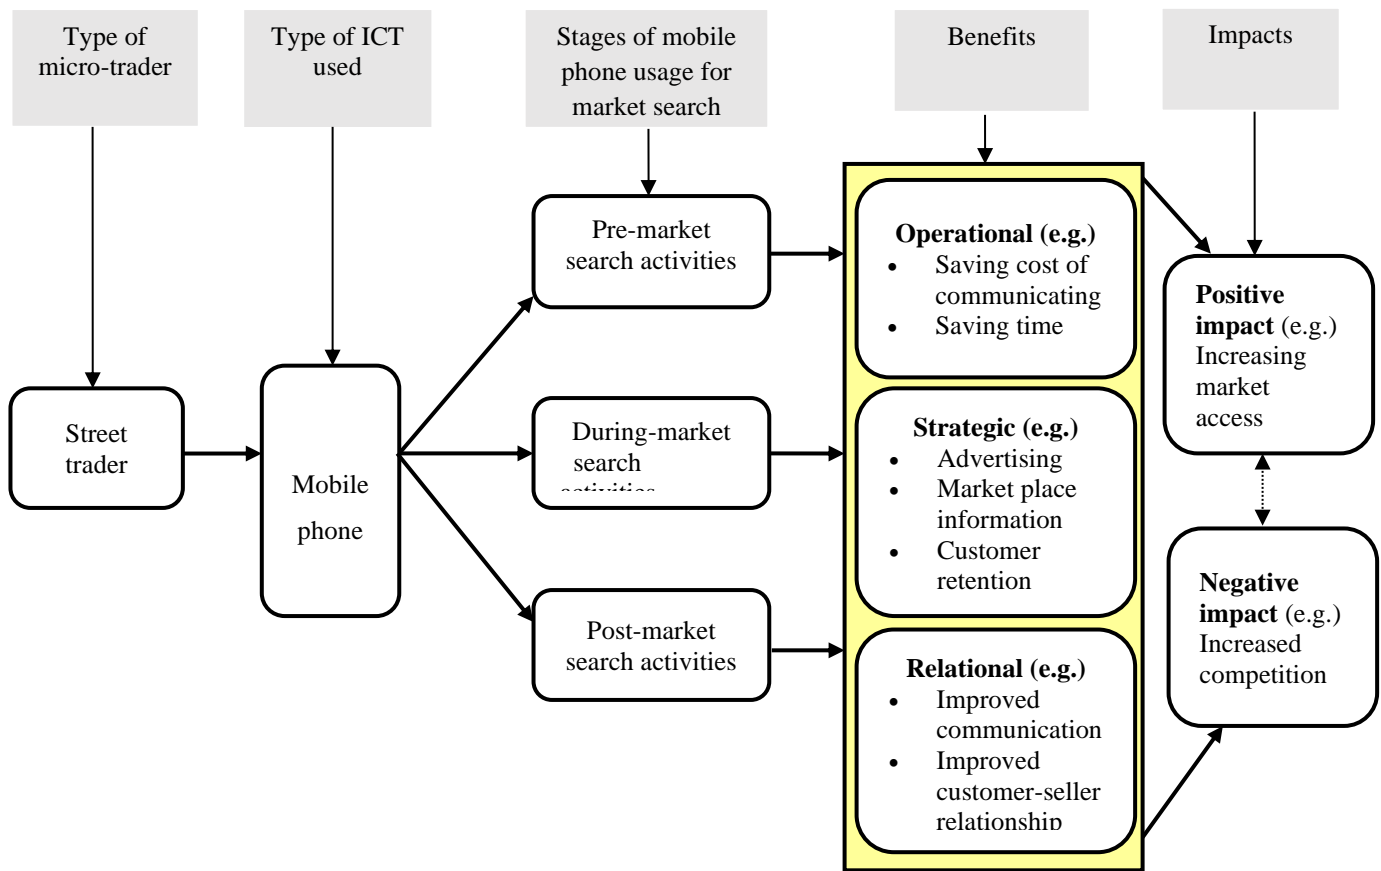 Type of
micro-trader
Type of ICT
used
Stages of mobile
phone usage for
market search
Benefits
Impacts
Street
trader
Mobile
phone
Pre-market
search activities
During-market
search
activities
Post-market
search activities
Operational (e.g.)
• Saving cost of
communicating
• Saving time
Strategic (e.g.)
• Advertising
• Market place
information
• Customer
retention
Relational (e.g.)
• Improved
communication
• Improved
customer-seller
relationship
Positive
impact (e.g.)
Increasing
market
access
Negative
impact (e.g.)
Increased
competition